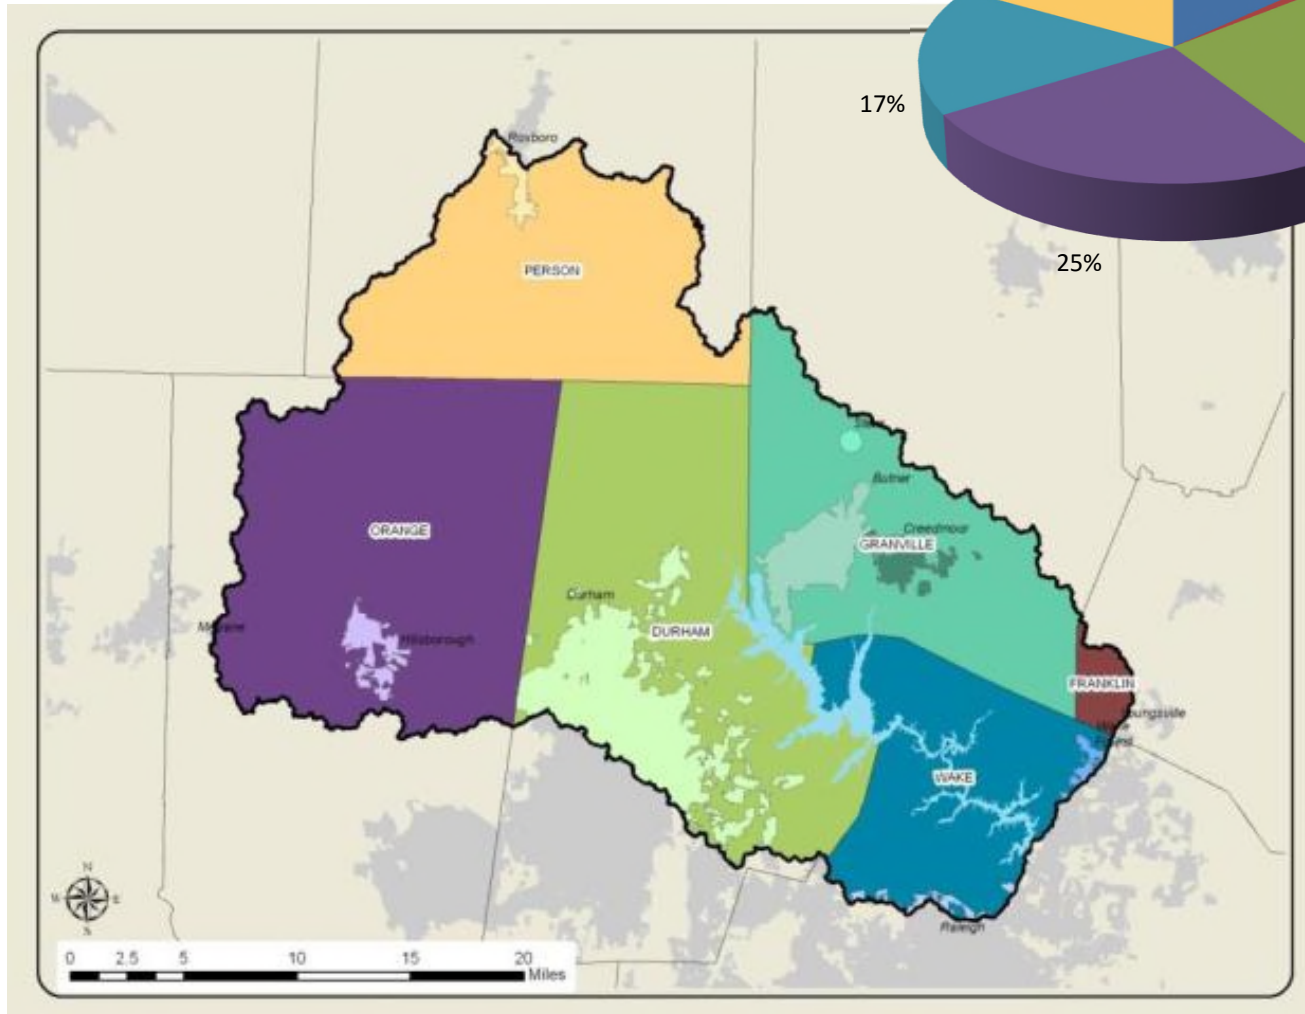 17%
25%
Roxboro
PERSON
Butner
Creedmoor
GRANVILLE
ORANGE
Durham
DURHAM
Hillsborough
FRANKLIN
WAKE
Raleigh
N
W E
S
0 2.5 5 10 15 20
Miles